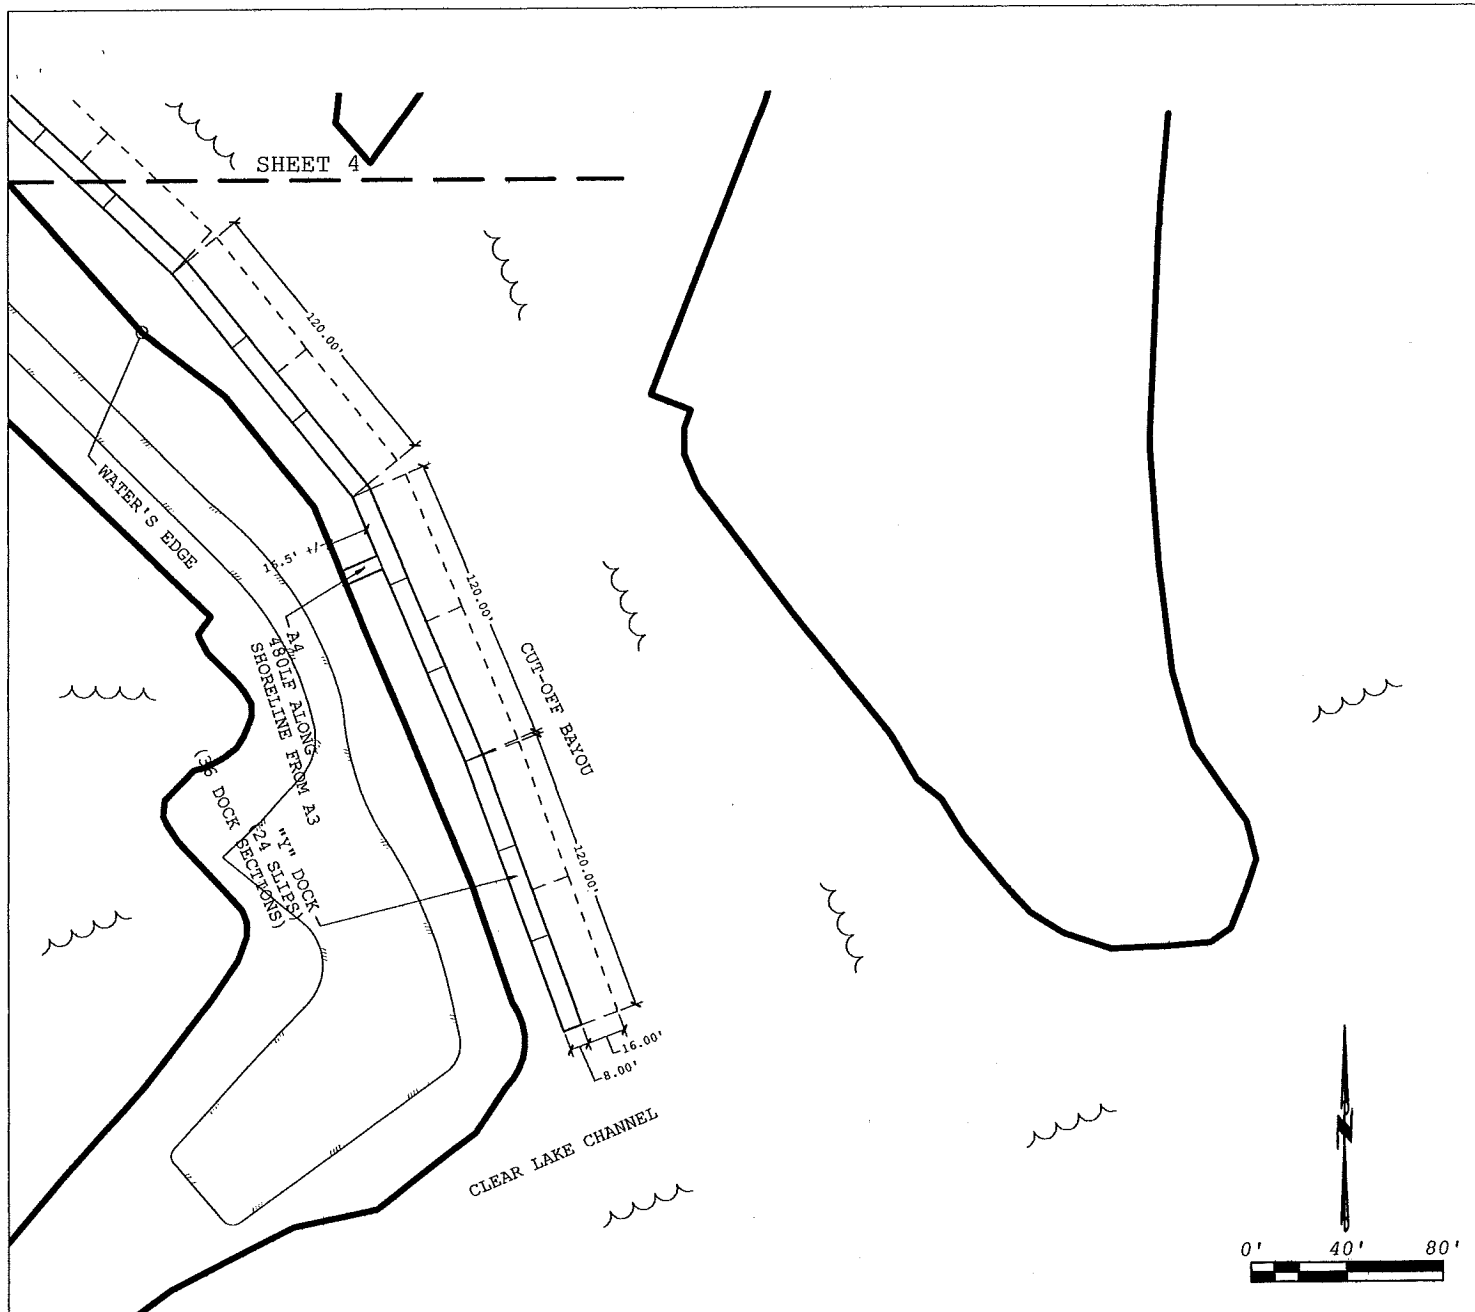 SHEET 4
120.00'
WATER'S EDGE
16.5' +/-
120.00'
A4
480LF ALONG
SHORELINE FROM A3
CUT-OFF BAYOU
"Y" DOCK
(24 SLIPS)
(36 DOCK SECTIONS)
120.00'
16.00'
8.00'
CLEAR LAKE CHANNEL
N
0' 40' 80'